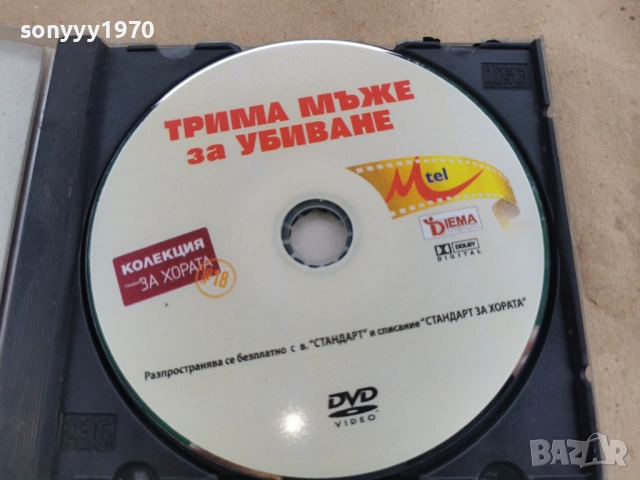 sonyyy1970
ТРИМА МЪЖЕ
за УБИВАНЕ
M tel
DIEMA
DOLBY
DIGITAL
КОЛЕКЦИЯ
ЗА ХОРАТА
№18
Разпространява се безплатно с в. "СТАНДАРТ" и списание "СТАНДАРТ ЗА ХОРАТА"
DVD
VIDEO
BAZAR